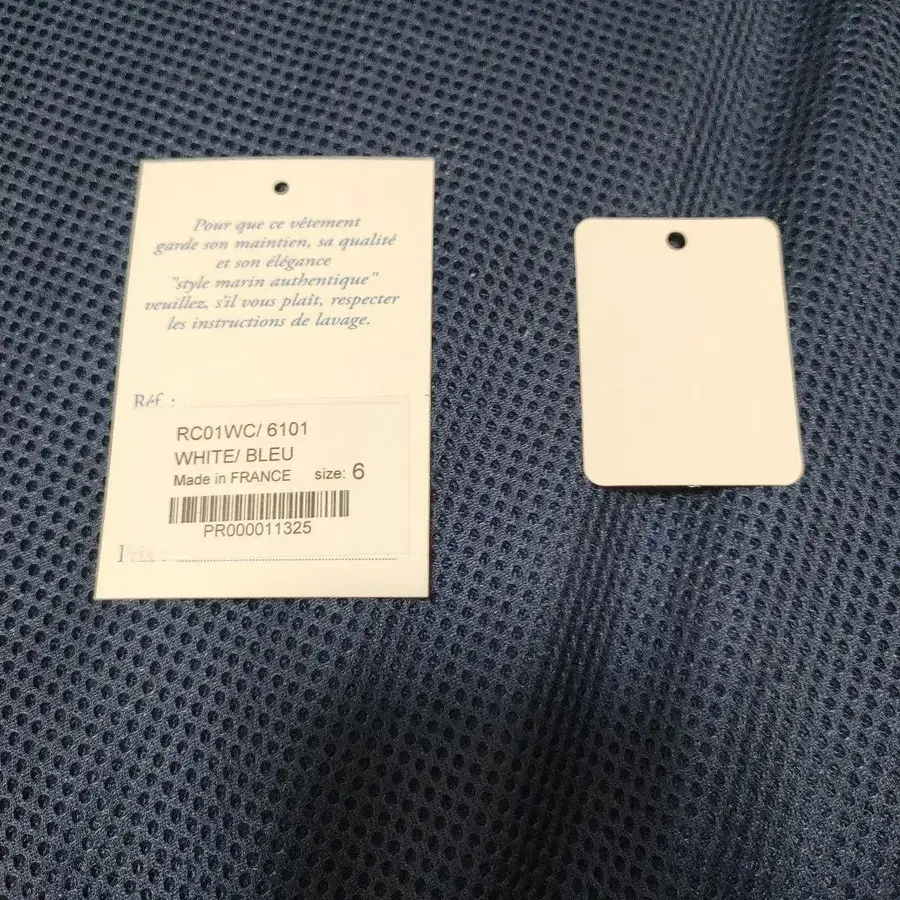 Pour que ce vêtement
garde son maintien, sa qualité
et son élégance
"style marin authentique"
veuillez, s'il vous plaît, respecter
les instructions de lavage.
Réf :
RC01WC/ 6101
WHITE/ BLEU
Made in FRANCE size: 6
PR000011325
Prix :